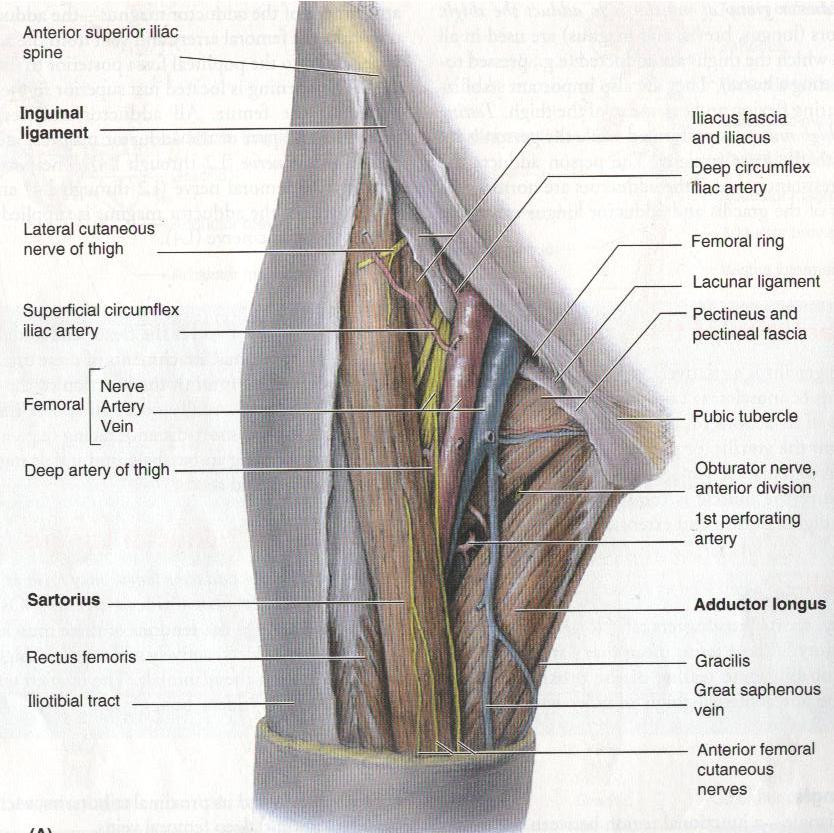 Anterior superior iliac
spine
Inguinal
ligament
Lateral cutaneous
nerve of thigh
Superficial circumflex
iliac artery
Femoral
Nerve
Artery
Vein
Deep artery of thigh
Sartorius
Rectus femoris
Iliotibial tract
Iliacus fascia
and iliacus
Deep circumflex
iliac artery
Femoral ring
Lacunar ligament
Pectineus and
pectineal fascia
Pubic tubercle
Obturator nerve,
anterior division
1st perforating
artery
Adductor longus
Gracilis
Great saphenous
vein
Anterior femoral
cutaneous
nerves
(A)